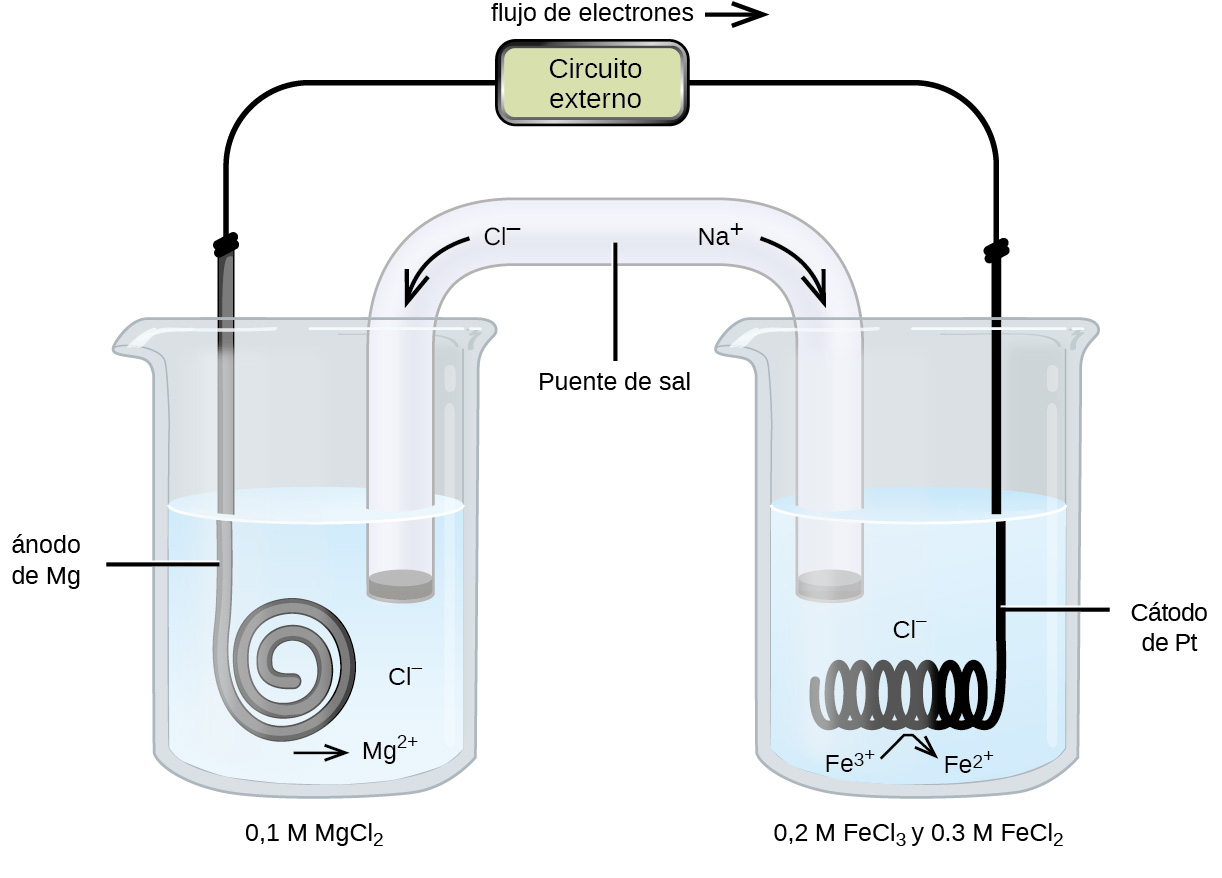 flujo de electrones
Circuito
externo
Cl⁻
Na⁺
Puente de sal
ánodo
de Mg
Cl⁻
Mg²⁺
Cl⁻
Cátodo
de Pt
Fe³⁺
Fe²⁺
0,1 M MgCl₂
0,2 M FeCl₃ y 0.3 M FeCl₂